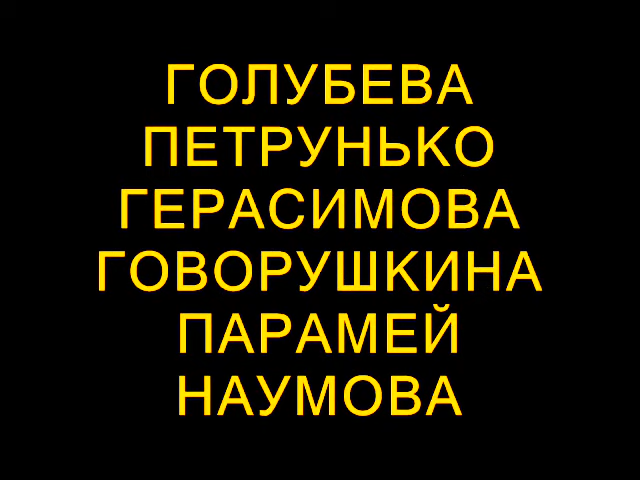 ГОЛУБЕВА
ПЕТРУНЬКО
ГЕРАСИМОВА
ГОВОРУШКИНА
ПАРАМЕЙ
НАУМОВА